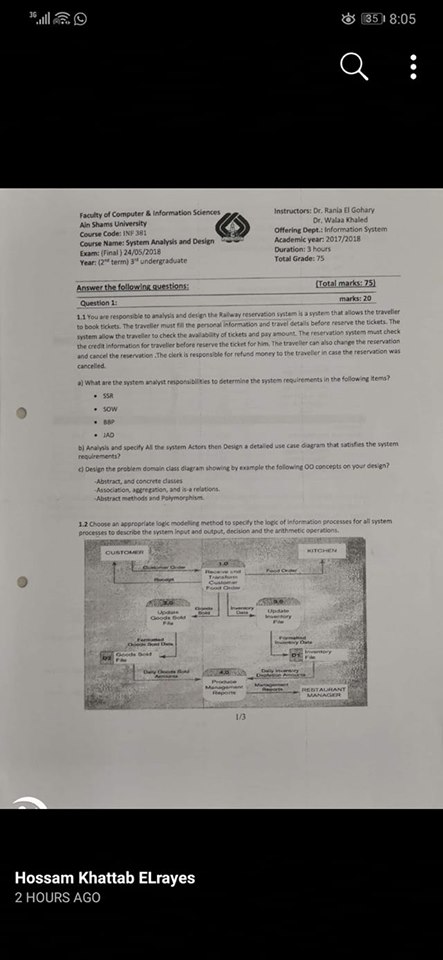 3G
35 8:05
Faculty of Computer & Information Sciences
Ain Shams University
Course Code: INF 381
Course Name: System Analysis and Design
Exam: (Final) 24/05/2018
Year: (2nd term) 3rd undergraduate
Instructors: Dr. Rania El Gohary
Dr. Walaa Khaled
Offering Dept.: Information System
Academic year: 2017/2018
Duration: 3 hours
Total Grade: 75
Answer the following questions: (Total marks: 75)
Question 1: marks: 20
1.1 You are responsible to analysis and design the Railway reservation system is a system that allows the traveller
to book tickets. The traveller must fill the personal information and travel details before reserve the tickets. The
system allow the traveller to check the availability of tickets and pay amount. The reservation system must check
the credit information for traveller before reserve the ticket for him. The traveller can also change the reservation
and cancel the reservation .The clerk is responsible for refund money to the traveller in case the reservation was
cancelled.
a) What are the system analyst responsibilities to determine the system requirements in the following items?
• SSR
• SOW
• BBP
• JAD
b) Analysis and specify All the system Actors then Design a detailed use case diagram that satisfies the system
requirements?
c) Design the problem domain class diagram showing by example the following OO concepts on your design?
-Abstract, and concrete classes
-Association, aggregation, and is-a relations.
-Abstract methods and Polymorphism.
1.2 Choose an appropriate logic modelling method to specify the logic of information processes for all system
processes to describe the system input and output, decision and the arithmetic operations.
CUSTOMER
KITCHEN
Customer Order
Receipt
1.0
Receive and
Transform
Customer
Food Order
Food Order
2.0
Update
Goods Sold
File
Goods
Sold
Inventory
Data
3.0
Update
Inventory
File
Formatted
Goods Sold Data
Formatted
Inventory Data
D2 Goods Sold
File
D1 Inventory
File
Daily Goods Sold
Amounts
4.0
Produce
Management
Reports
Daily Inventory
Depletion Amounts
Management
Reports
RESTAURANT
MANAGER
1/3
Hossam Khattab ELrayes
2 HOURS AGO